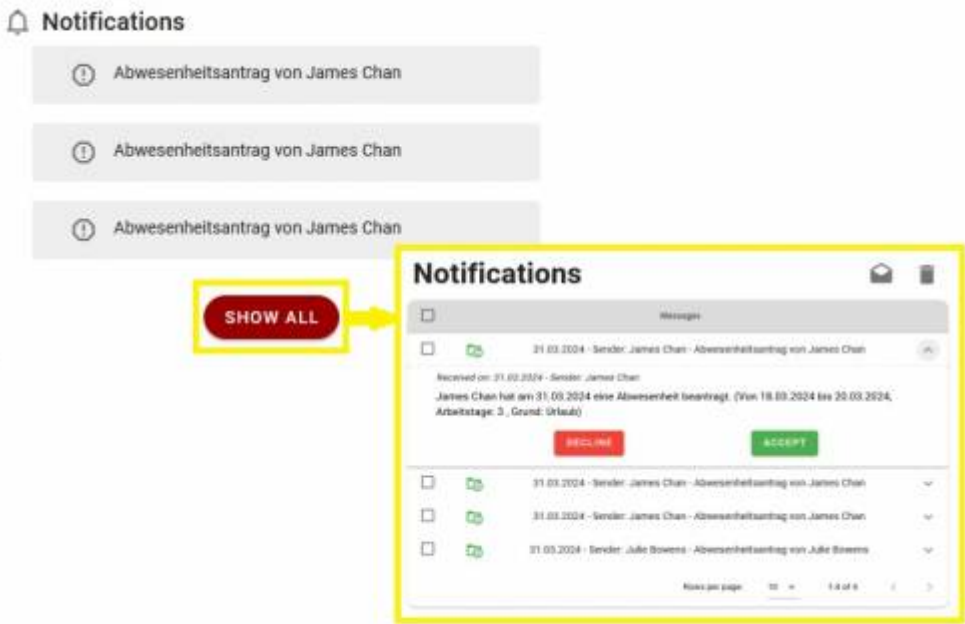 Notifications
Abwesenheitsantrag von James Chan
Abwesenheitsantrag von James Chan
Abwesenheitsantrag von James Chan
SHOW ALL
Notifications
Messages
31.03.2024 - Sender: James Chan - Abwesenheitsantrag von James Chan
Received on: 31.03.2024 - Sender: James Chan
James Chan hat am 31.03.2024 eine Abwesenheit beantragt. (Von 18.03.2024 bis 20.03.2024,
Arbeitstage: 3 , Grund: Urlaub)
DECLINE ACCEPT
31.03.2024 - Sender: James Chan - Abwesenheitsantrag von James Chan
31.03.2024 - Sender: James Chan - Abwesenheitsantrag von James Chan
31.03.2024 - Sender: Julie Bowens - Abwesenheitsantrag von Julie Bowens
Rows per page: 10